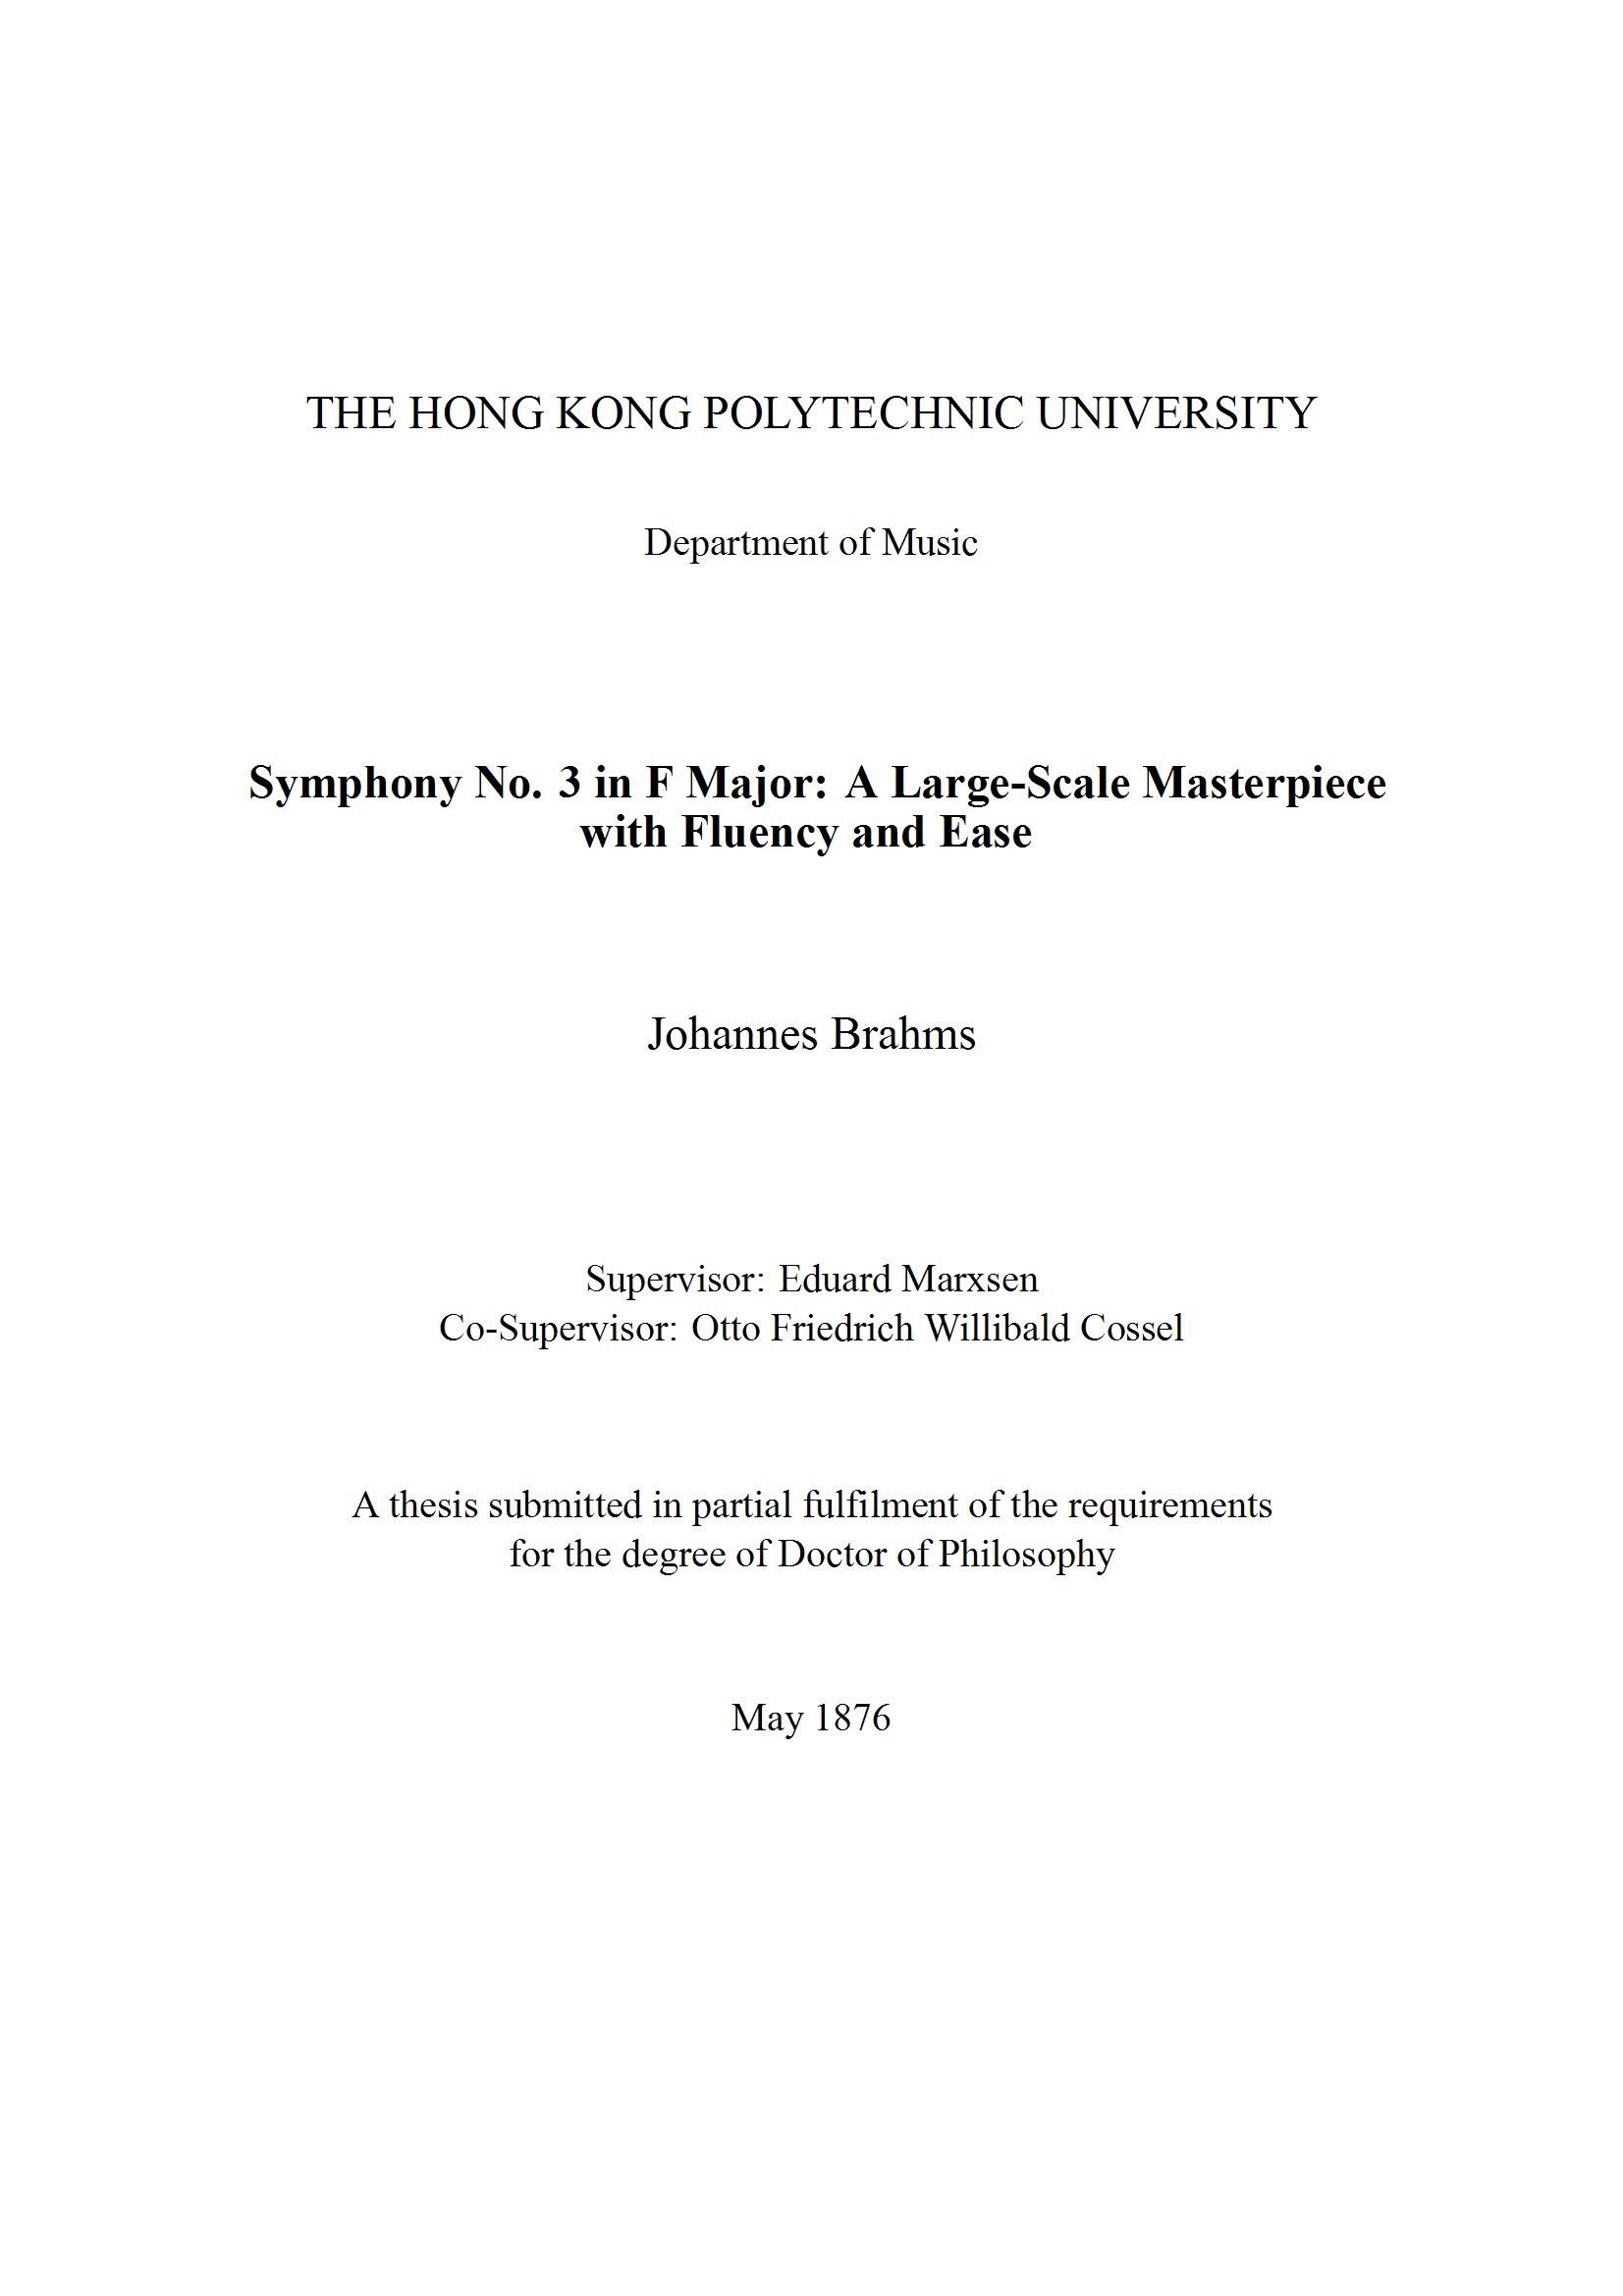 THE HONG KONG POLYTECHNIC UNIVERSITY
Department of Music
Symphony No. 3 in F Major: A Large-Scale Masterpiece
with Fluency and Ease
Johannes Brahms
Supervisor: Eduard Marxsen
Co-Supervisor: Otto Friedrich Willibald Cossel
A thesis submitted in partial fulfilment of the requirements
for the degree of Doctor of Philosophy
May 1876